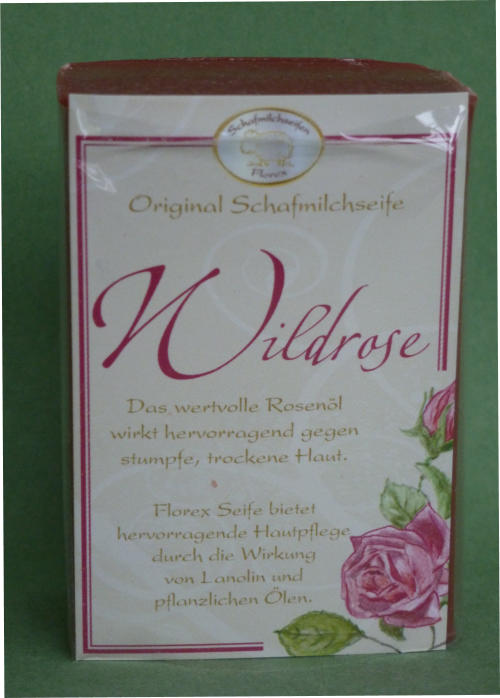 Schafmilchseifen
Florex
Original Schafmilchseife
Wildrose
Das wertvolle Rosenöl
wirkt hervorragend gegen
stumpfe, trockene Haut.
Florex Seife bietet
hervorragende Hautpflege
durch die Wirkung
von Lanolin und
pflanzlichen Ölen.